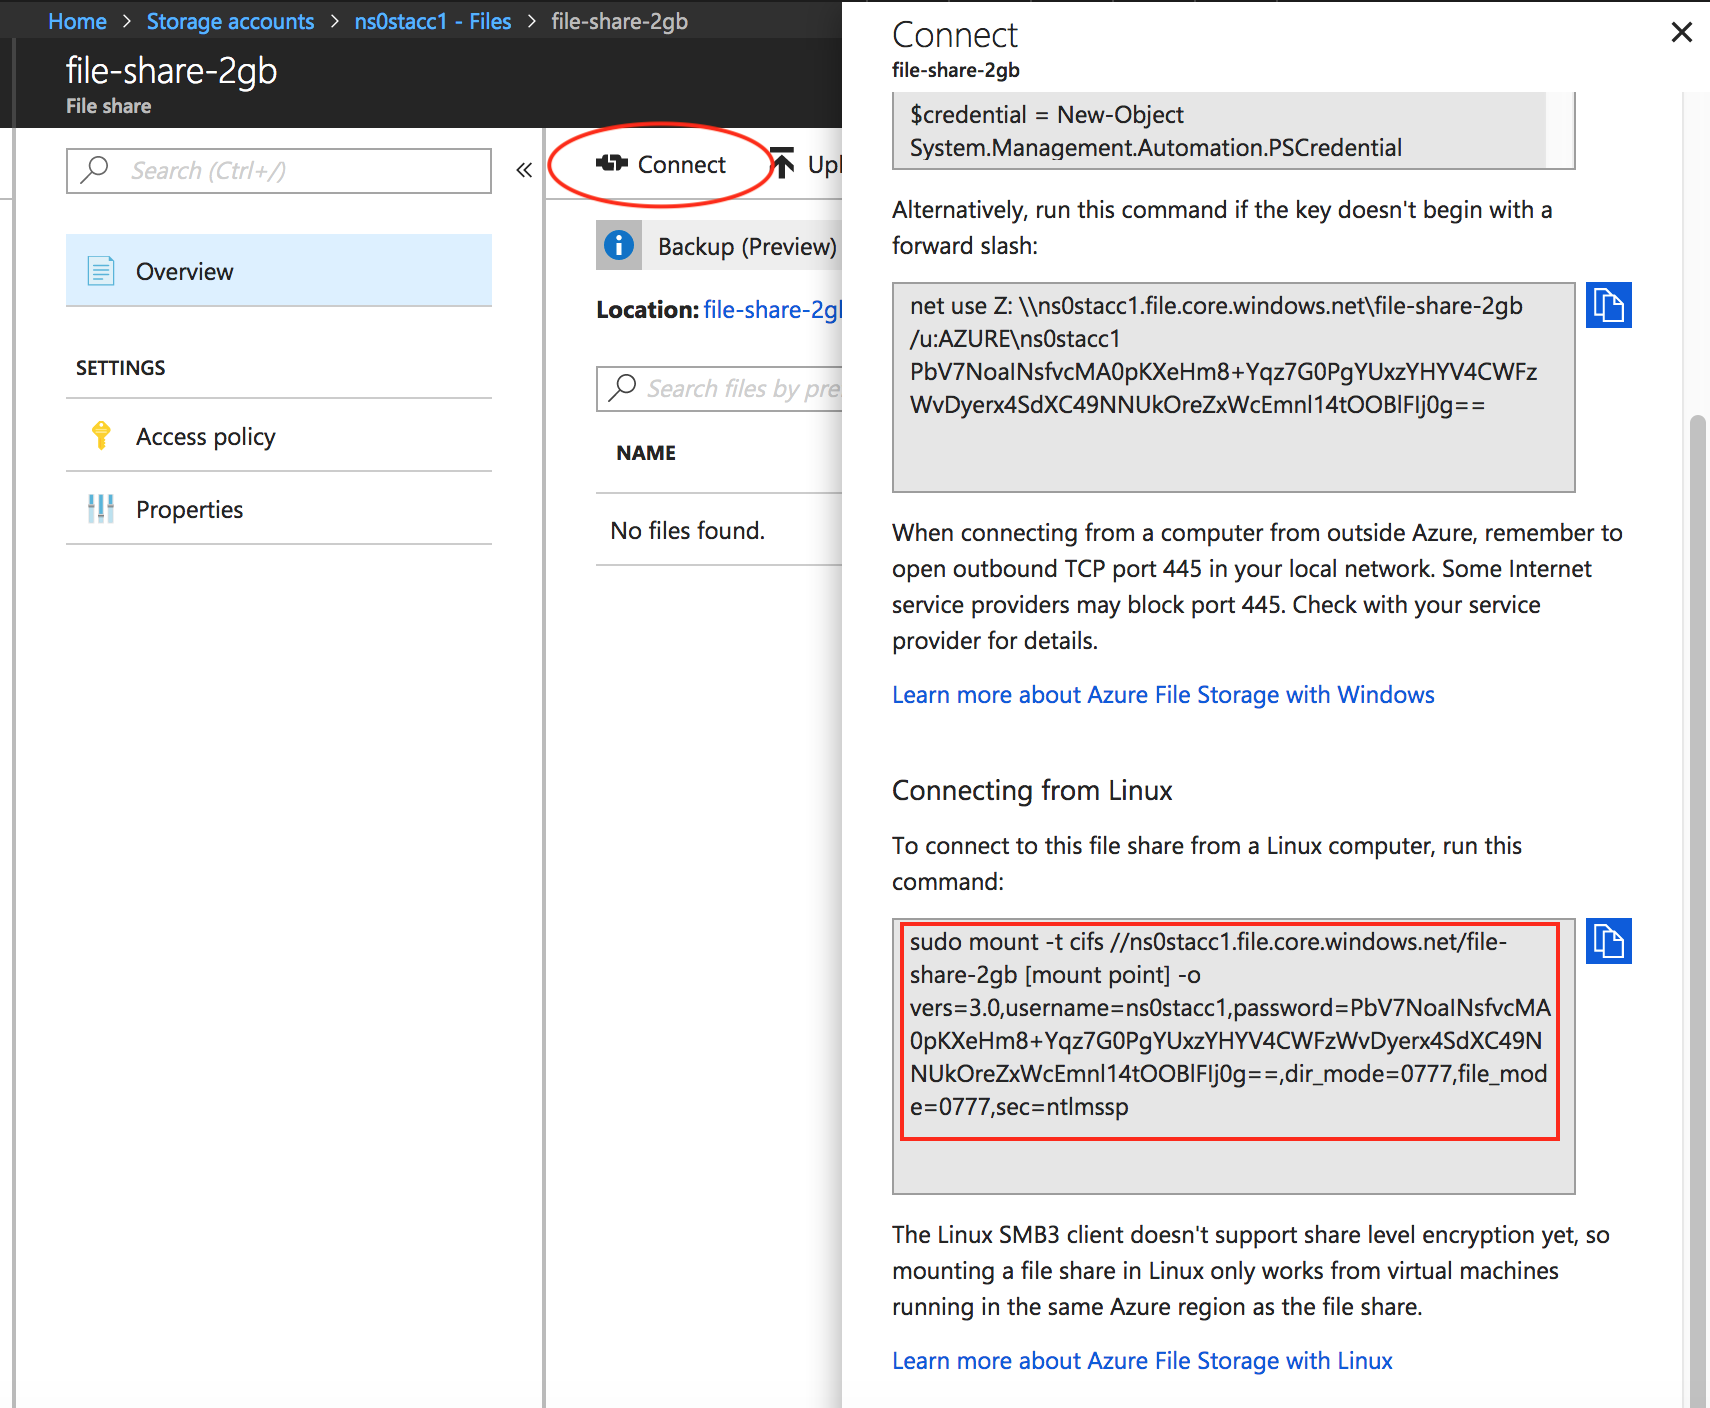 Home > Storage accounts > ns0stacc1 - Files > file-share-2gb
file-share-2gb
File share
Search (Ctrl+/)
«
Overview
SETTINGS
Access policy
Properties
Connect
Upl
Backup (Preview)
Location: file-share-2gb
Search files by pre
NAME
No files found.
Connect
file-share-2gb
$credential = New-Object
System.Management.Automation.PSCredential
Alternatively, run this command if the key doesn't begin with a
forward slash:
net use Z: \\ns0stacc1.file.core.windows.net\file-share-2gb
/u:AZURE\ns0stacc1
PbV7NoaINsfvcMA0pKXeHm8+Yqz7G0PgYUxzYHYV4CWFz
WvDyerx4SdXC49NNUkOreZxWcEmnl14tOOBlFIj0g==
When connecting from a computer from outside Azure, remember to
open outbound TCP port 445 in your local network. Some Internet
service providers may block port 445. Check with your service
provider for details.
Learn more about Azure File Storage with Windows
Connecting from Linux
To connect to this file share from a Linux computer, run this
command:
sudo mount -t cifs //ns0stacc1.file.core.windows.net/file-
share-2gb [mount point] -o
vers=3.0,username=ns0stacc1,password=PbV7NoaINsfvcMA
0pKXeHm8+Yqz7G0PgYUxzYHYV4CWFzWvDyerx4SdXC49N
NUkOreZxWcEmnl14tOOBlFIj0g==,dir_mode=0777,file_mod
e=0777,sec=ntlmssp
The Linux SMB3 client doesn't support share level encryption yet, so
mounting a file share in Linux only works from virtual machines
running in the same Azure region as the file share.
Learn more about Azure File Storage with Linux